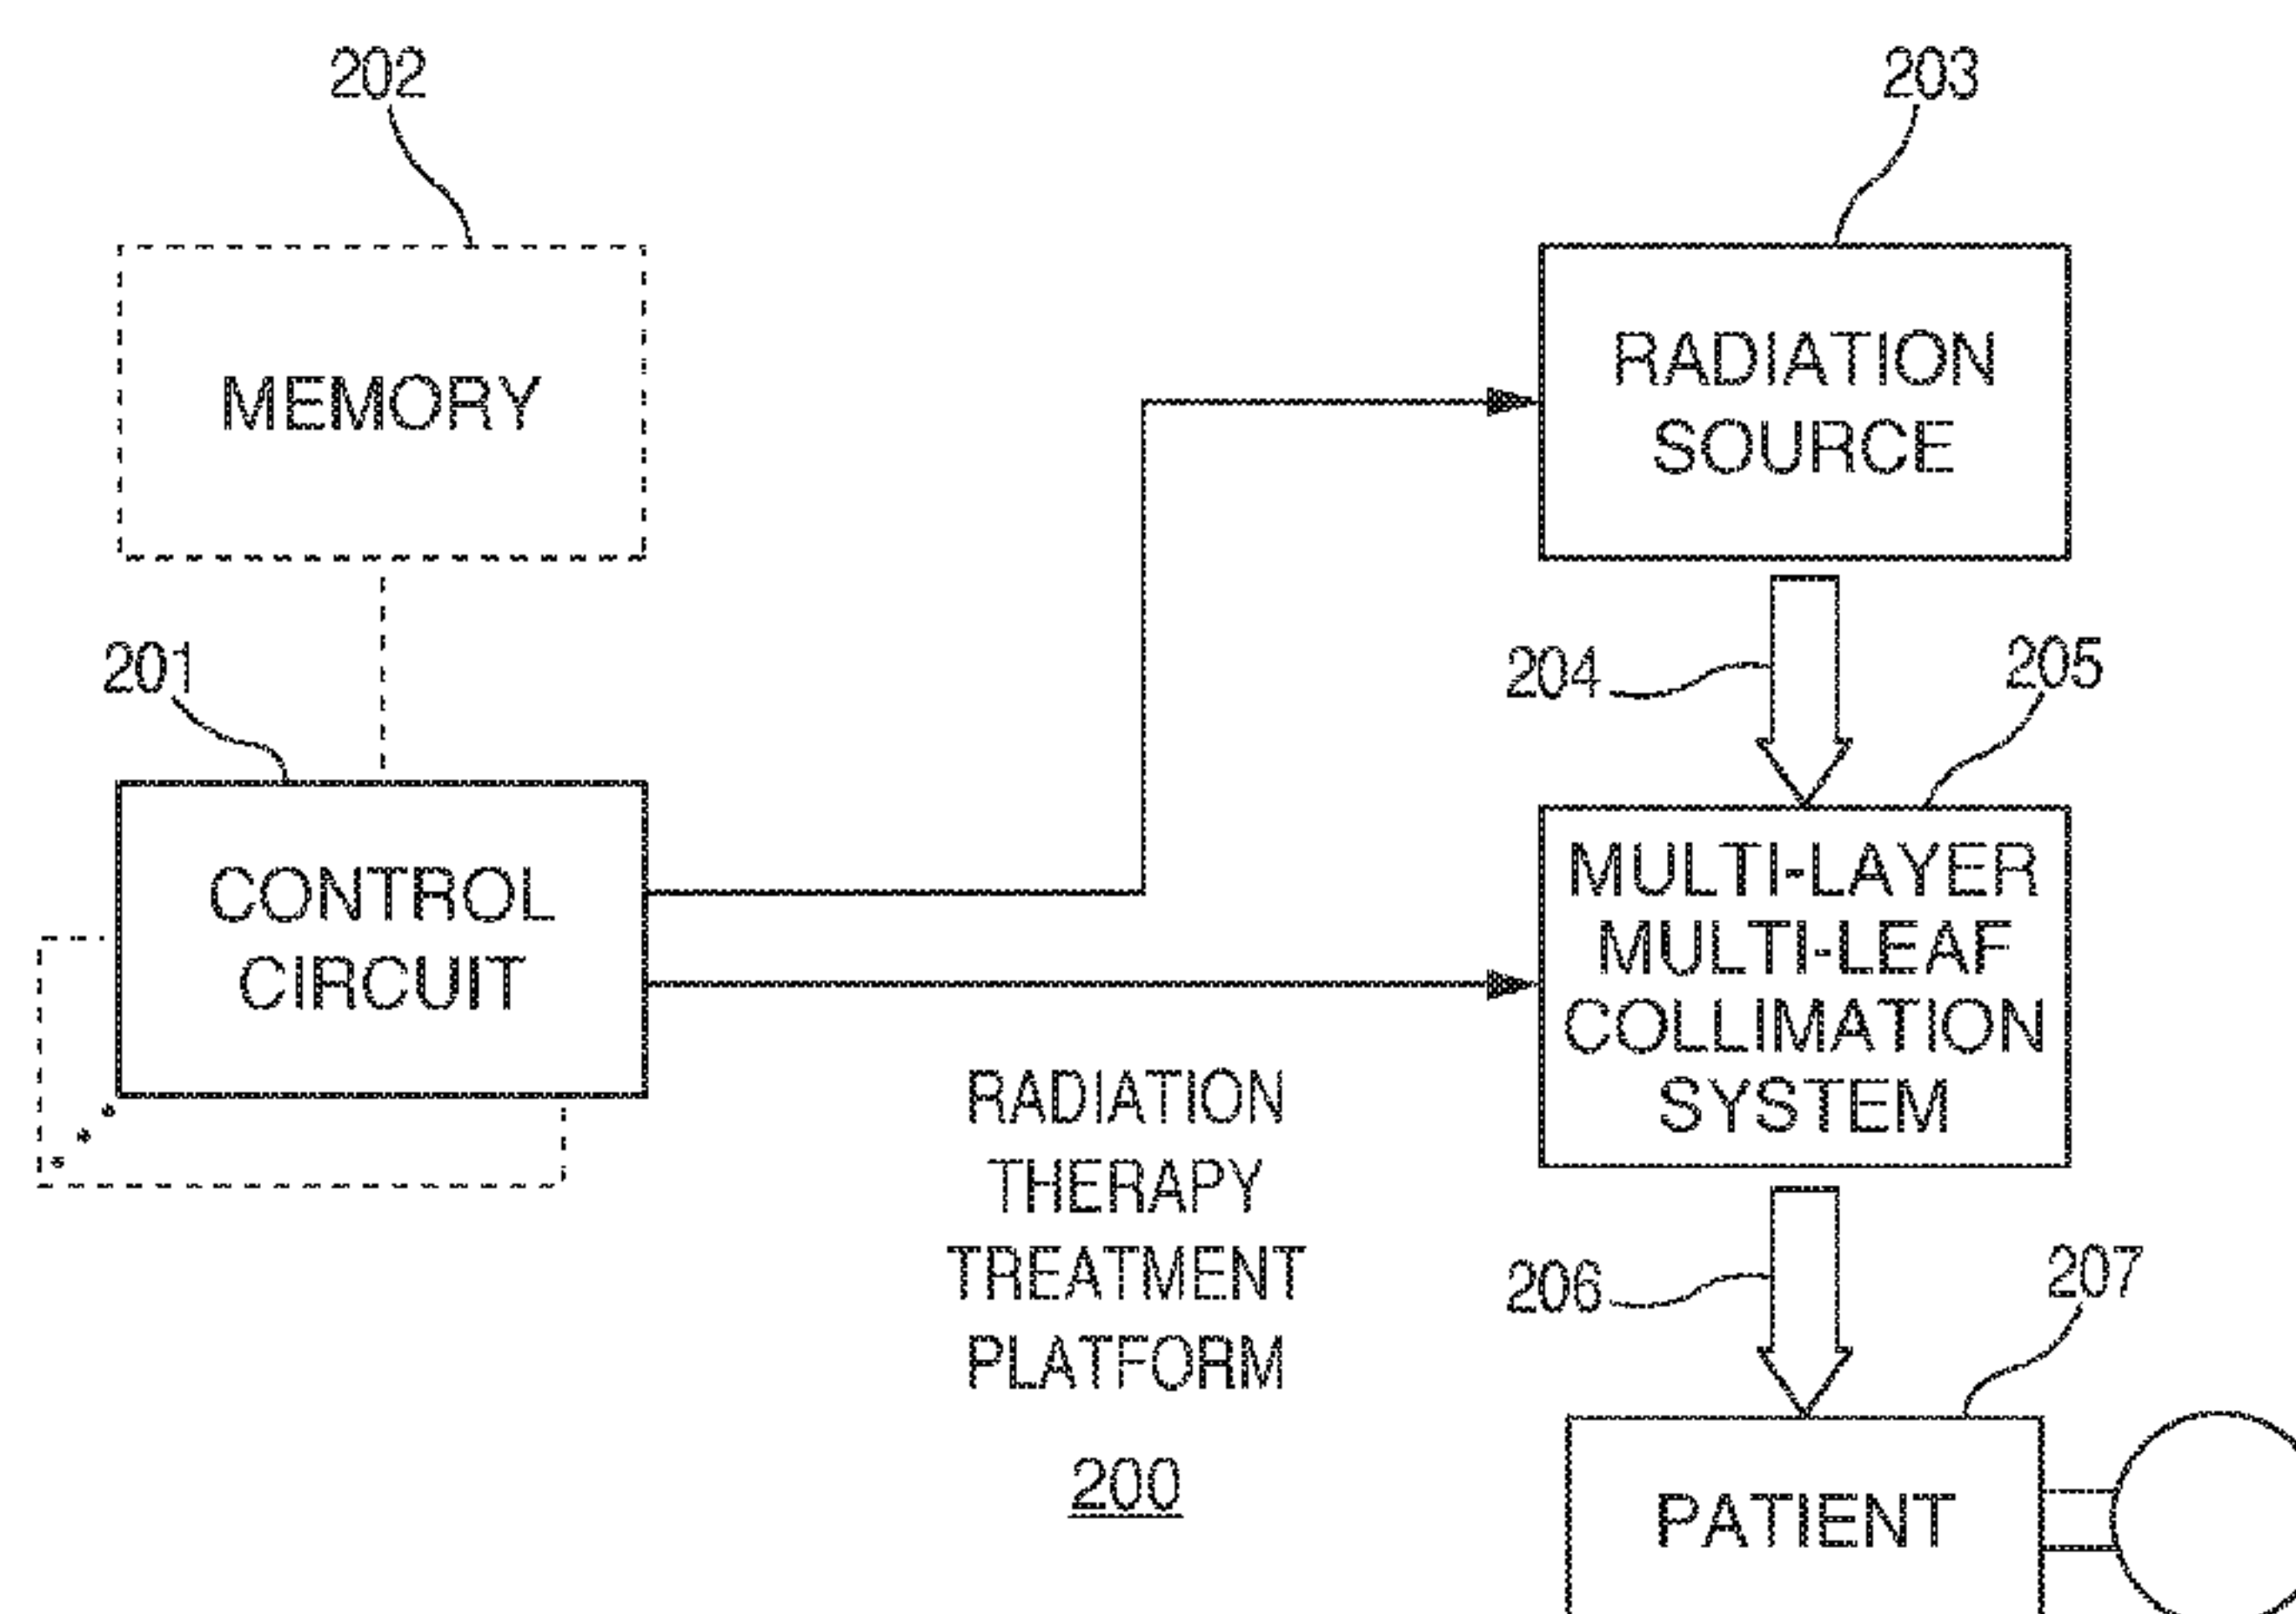 202
203
MEMORY
RADIATION
SOURCE
201
204
205
CONTROL
CIRCUIT
MULTI-LAYER
MULTI-LEAF
COLLIMATION
SYSTEM
RADIATION
THERAPY
TREATMENT
PLATFORM
200
206
207
PATIENT